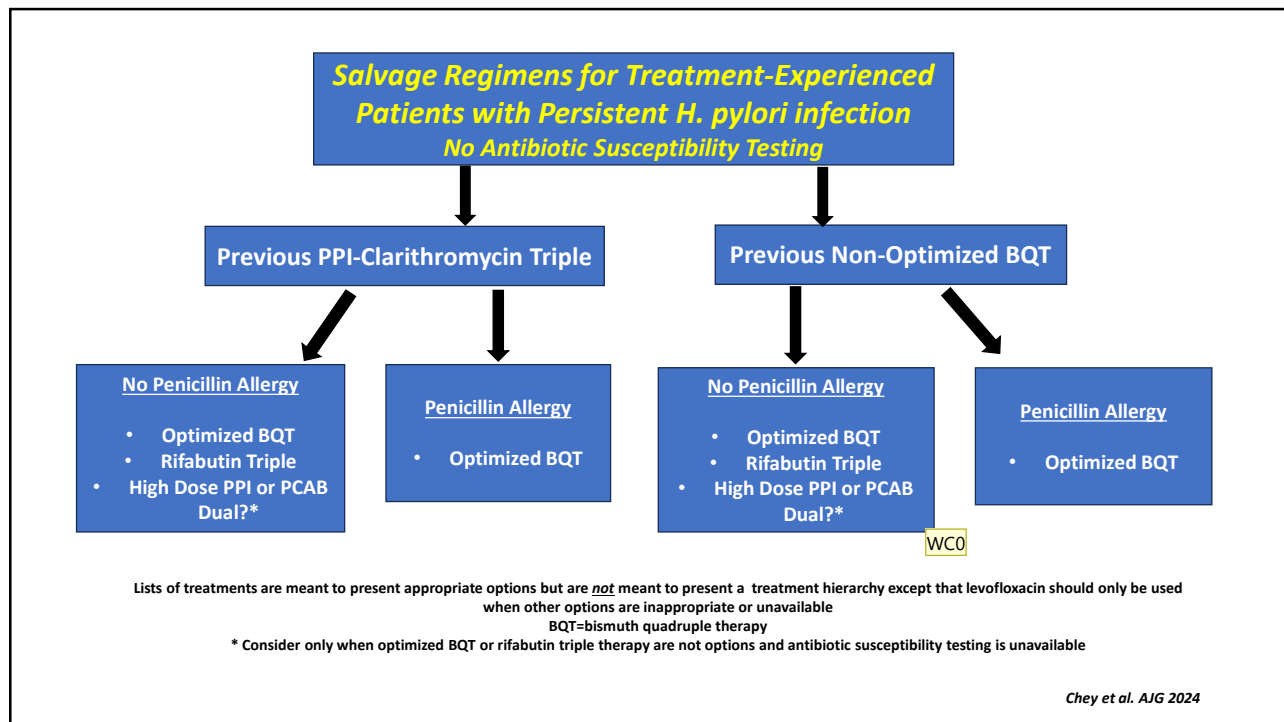 Salvage Regimens for Treatment-Experienced
Patients with Persistent H. pylori infection
No Antibiotic Susceptibility Testing
Previous PPI-Clarithromycin Triple
Previous Non-Optimized BQT
No Penicillin Allergy
• Optimized BQT
• Rifabutin Triple
• High Dose PPI or PCAB
Dual?*
Penicillin Allergy
• Optimized BQT
No Penicillin Allergy
• Optimized BQT
• Rifabutin Triple
• High Dose PPI or PCAB
Dual?*
Penicillin Allergy
• Optimized BQT
WC0
Lists of treatments are meant to present appropriate options but are not meant to present a treatment hierarchy except that levofloxacin should only be used
when other options are inappropriate or unavailable
BQT=bismuth quadruple therapy
* Consider only when optimized BQT or rifabutin triple therapy are not options and antibiotic susceptibility testing is unavailable
Chey et al. AJG 2024